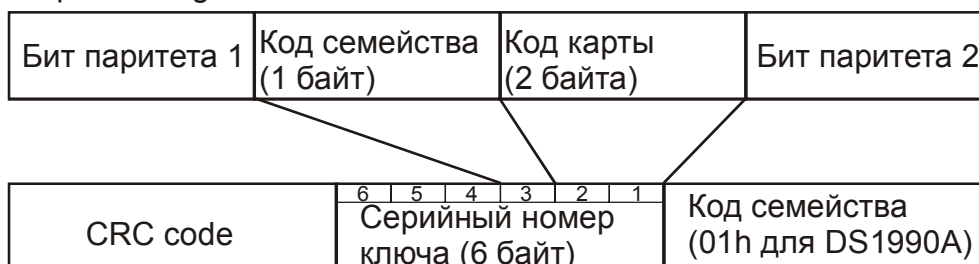 Бит паритета 1
Код семейства
(1 байт)
Код карты
(2 байта)
Бит паритета 2
CRC code
6 5 4 3 2 1
Серийный номер
ключа (6 байт)
Код семейства
(01h для DS1990A)